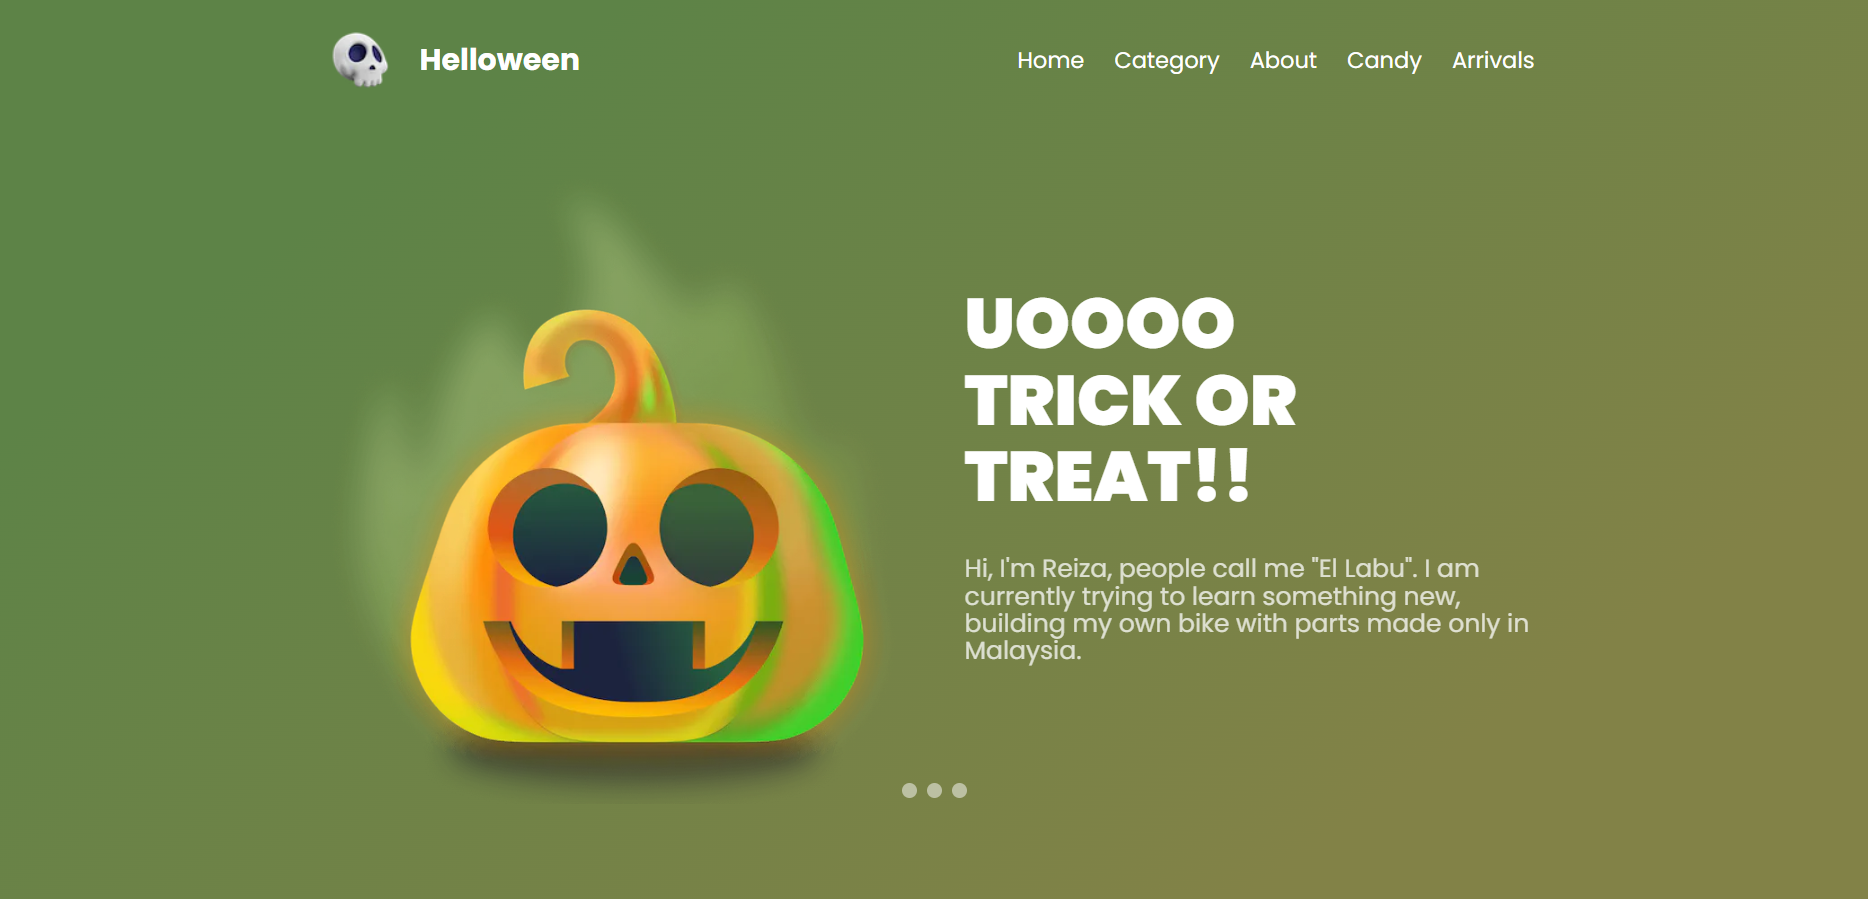 Helloween
Home Category About Candy Arrivals
UOOOO
TRICK OR
TREAT!!
Hi, I'm Reiza, people call me "El Labu". I am
currently trying to learn something new,
building my own bike with parts made only in
Malaysia.